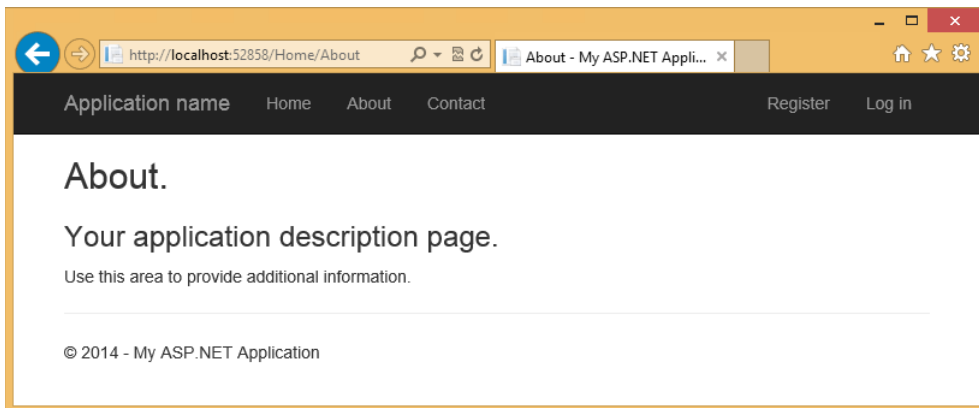 http://localhost:52858/Home/About
About - My ASP.NET Appli...
Application name Home About Contact Register Log in
About.
Your application description page.
Use this area to provide additional information.
© 2014 - My ASP.NET Application